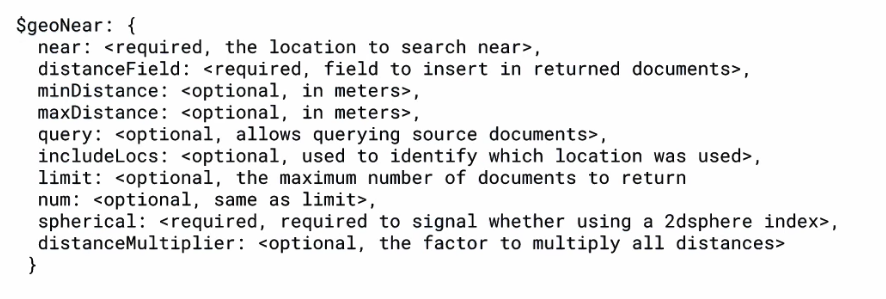 $geoNear: {
near: <required, the location to search near>,
distanceField: <required, field to insert in returned documents>,
minDistance: <optional, in meters>,
maxDistance: <optional, in meters>,
query: <optional, allows querying source documents>,
includeLocs: <optional, used to identify which location was used>,
limit: <optional, the maximum number of documents to return
num: <optional, same as limit>,
spherical: <required, required to signal whether using a 2dsphere index>,
distanceMultiplier: <optional, the factor to multiply all distances>
}